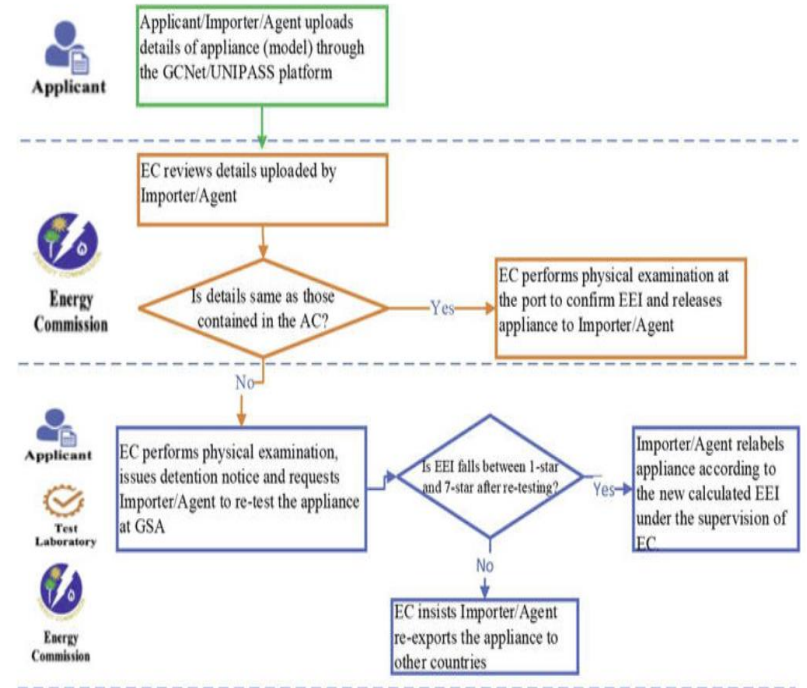 Applicant/Importer/Agent uploads
details of appliance (model) through
the GCNet/UNIPASS platform
Applicant
EC reviews details uploaded by
Importer/Agent
ENERGY COMMISSION
Energy
Commission
Is details same as those
contained in the AC?
Yes
EC performs physical examination at
the port to confirm EEI and releases
appliance to Importer/Agent
No
Applicant
Test
Laboratory
Energy
Commission
EC performs physical examination,
issues detention notice and requests
Importer/Agent to re-test the appliance
at GSA
Is EEI falls between 1-star
and 7-star after re-testing?
Yes
Importer/Agent relabels
appliance according to
the new calculated EEI
under the supervision of
EC.
No
EC insists Importer/Agent
re-exports the appliance to
other countries